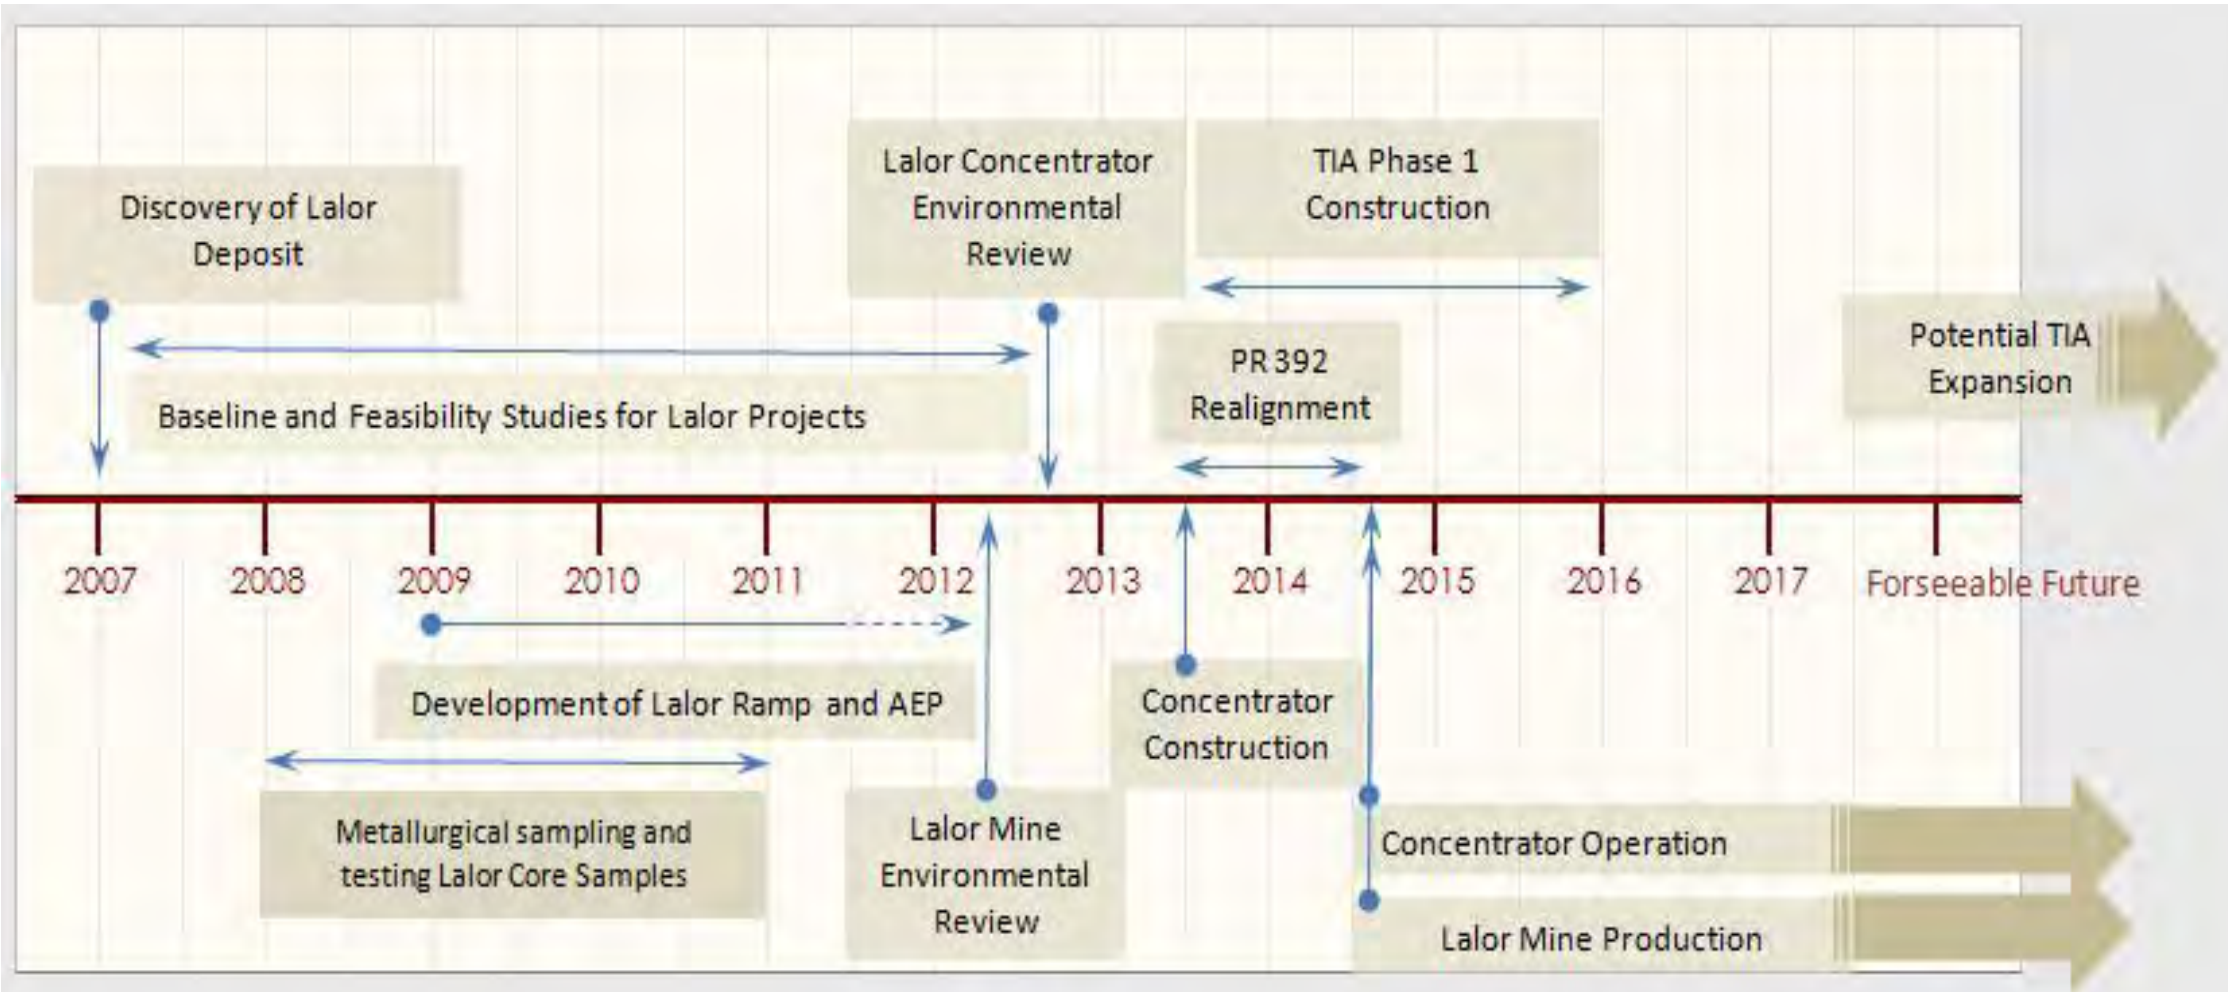 Discovery of Lalor
Deposit
Lalor Concentrator
Environmental
Review
TIA Phase 1
Construction
Baseline and Feasibility Studies for Lalor Projects
PR 392
Realignment
Potential TIA
Expansion
2007 2008 2009 2010 2011 2012 2013 2014 2015 2016 2017 Forseeable Future
Development of Lalor Ramp and AEP
Metallurgical sampling and
testing Lalor Core Samples
Lalor Mine
Environmental
Review
Concentrator
Construction
Concentrator Operation
Lalor Mine Production